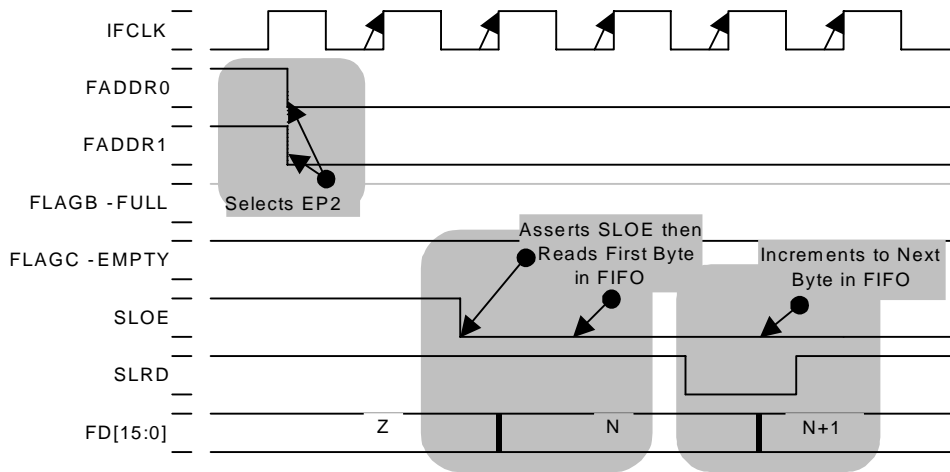 IFCLK
FADDR0
FADDR1
Selects EP2
FLAGB -FULL
Asserts SLOE then
Reads First Byte
in FIFO
Increments to Next
Byte in FIFO
FLAGC -EMPTY
SLOE
SLRD
FD[15:0]
Z
N
N+1